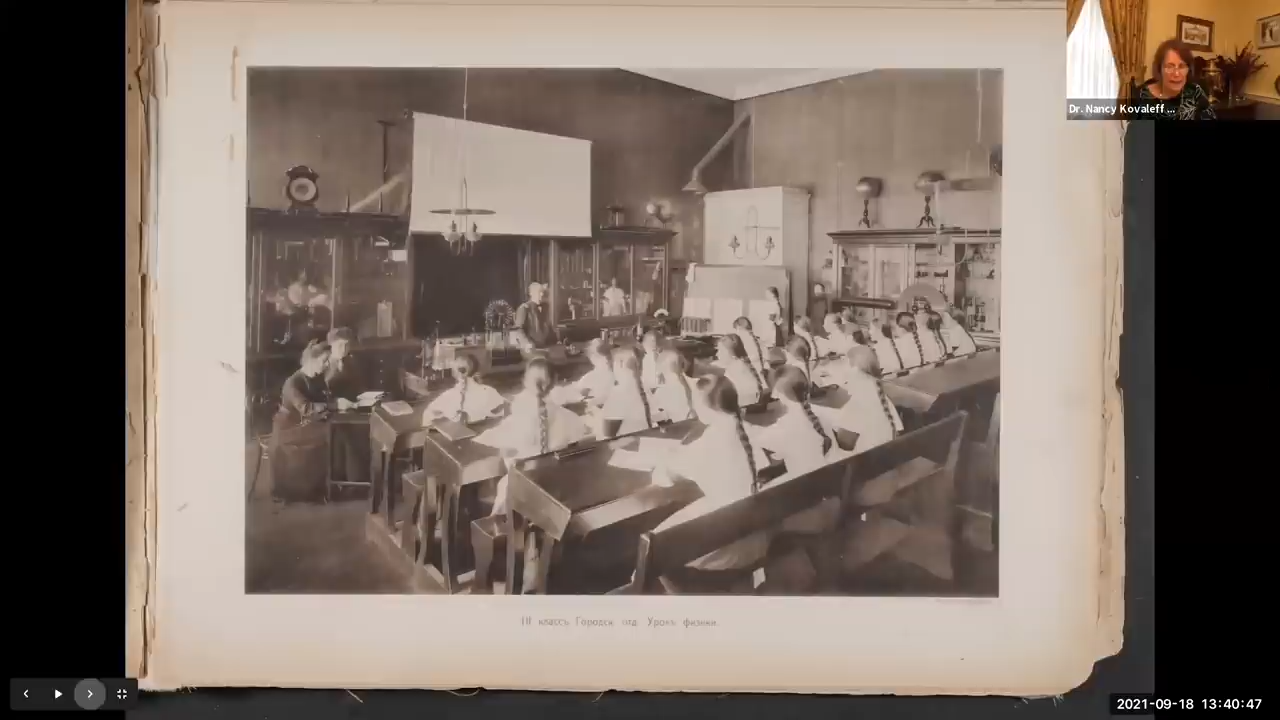 Dr. Nancy Kovaleff ...
III классъ Городск. отд. Урокъ физики.
2021-09-18 13:40:47